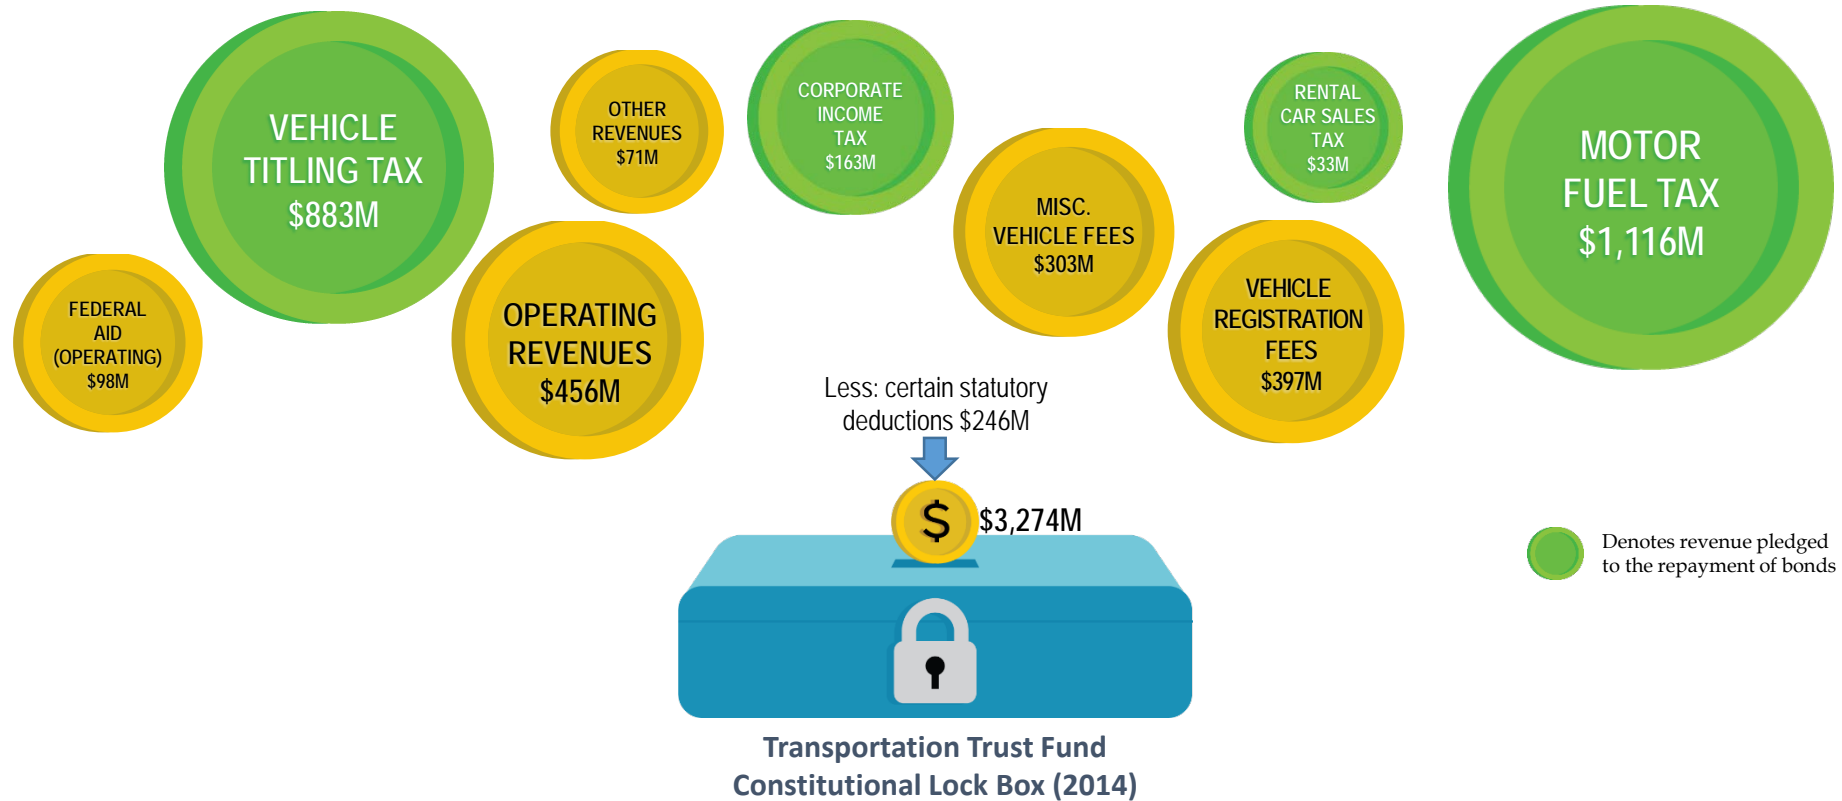 VEHICLE
TITLING TAX
$883M
OTHER
REVENUES
$71M
CORPORATE
INCOME
TAX
$163M
RENTAL
CAR SALES
TAX
$33M
MOTOR
FUEL TAX
$1,116M
FEDERAL
AID
(OPERATING)
$98M
OPERATING
REVENUES
$456M
MISC.
VEHICLE FEES
$303M
VEHICLE
REGISTRATION
FEES
$397M
Less: certain statutory
deductions $246M
$
$3,274M
Denotes revenue pledged
to the repayment of bonds
Transportation Trust Fund
Constitutional Lock Box (2014)